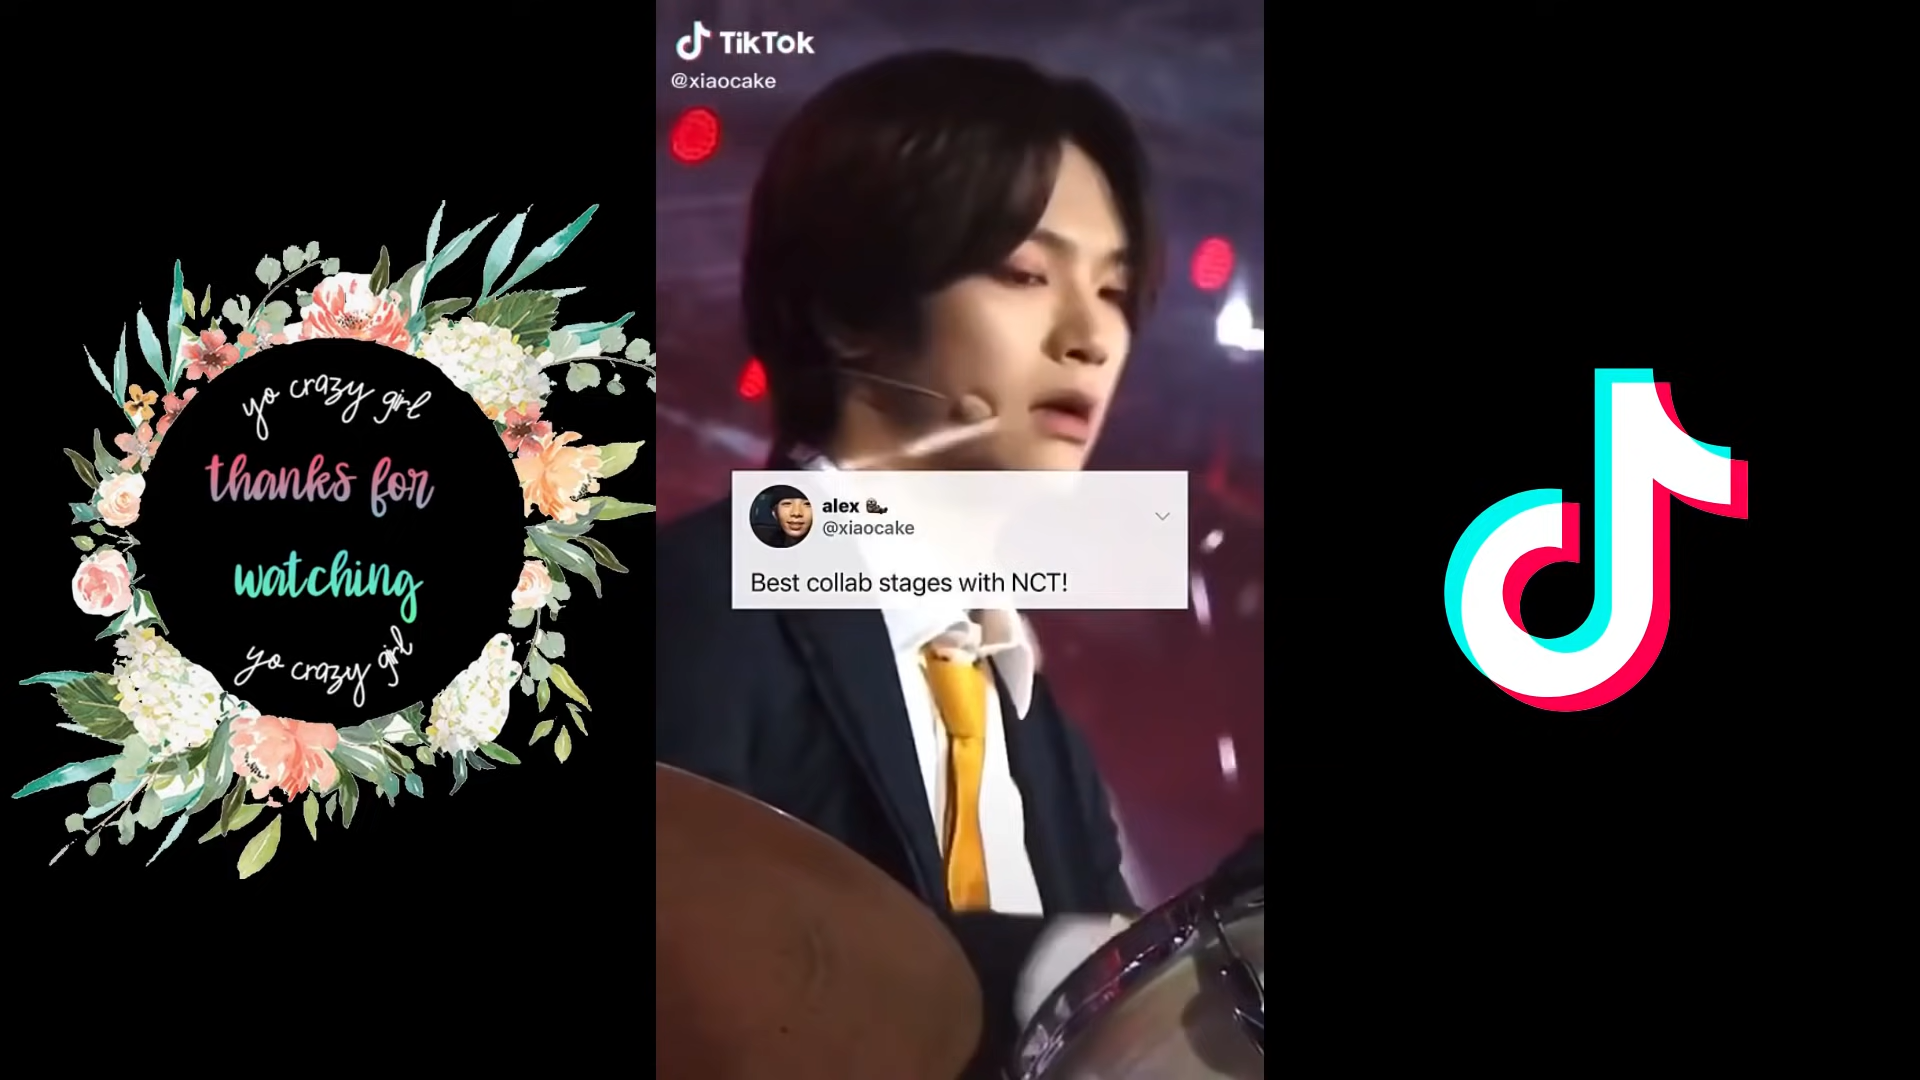 yo crazy girl
thanks for
watching
yo crazy girl
TikTok
@xiaocake
alex
@xiaocake
Best collab stages with NCT!